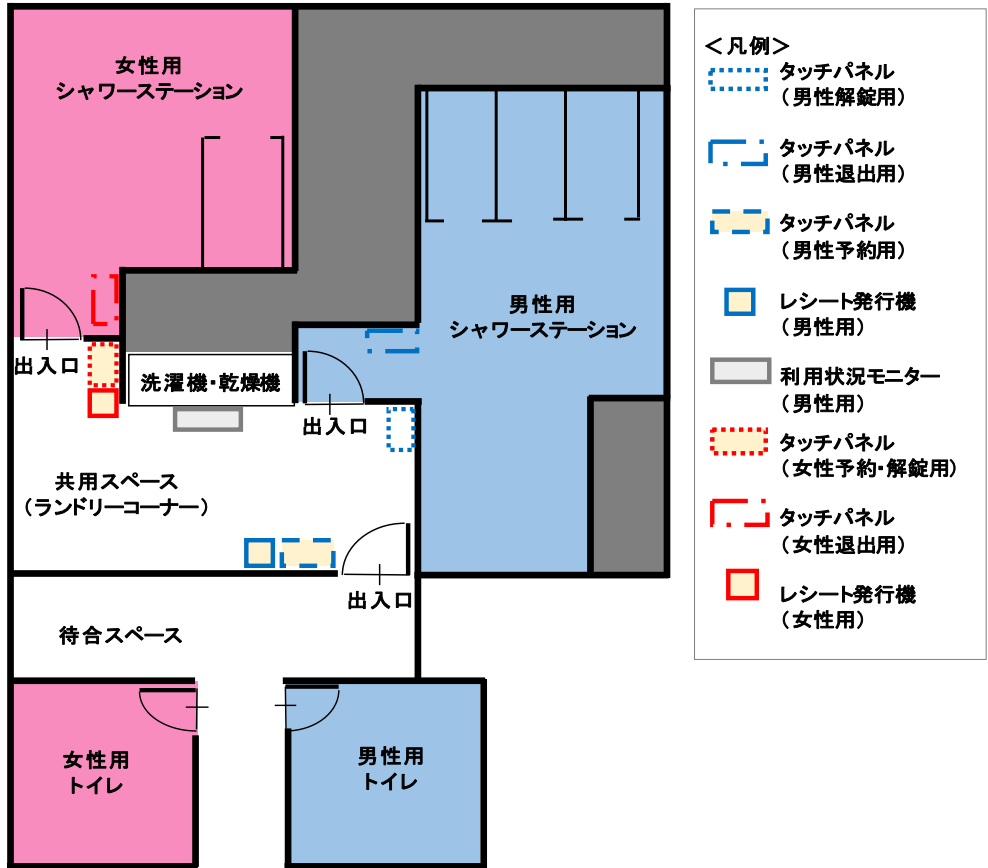 女性用
シャワーステーション
男性用
シャワーステーション
出入口
洗濯機・乾燥機
出入口
共用スペース
（ランドリーコーナー）
出入口
待合スペース
女性用
トイレ
男性用
トイレ
＜凡例＞
タッチパネル
（男性解錠用）
タッチパネル
（男性退出用）
タッチパネル
（男性予約用）
レシート発行機
（男性用）
利用状況モニター
（男性用）
タッチパネル
（女性予約・解錠用）
タッチパネル
（女性退出用）
レシート発行機
（女性用）